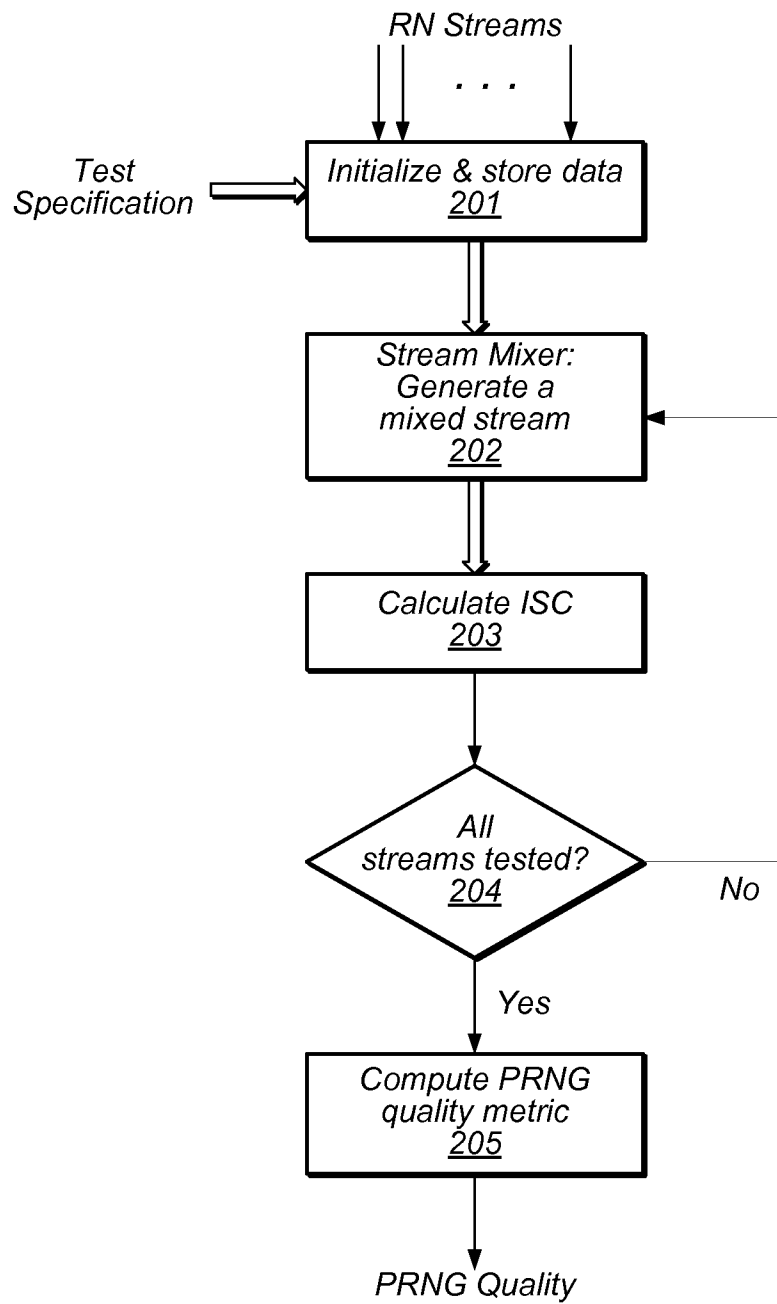 RN Streams
. . .
Test
Specification
Initialize & store data
201
Stream Mixer:
Generate a
mixed stream
202
Calculate ISC
203
All
streams tested?
204
No
Yes
Compute PRNG
quality metric
205
PRNG Quality